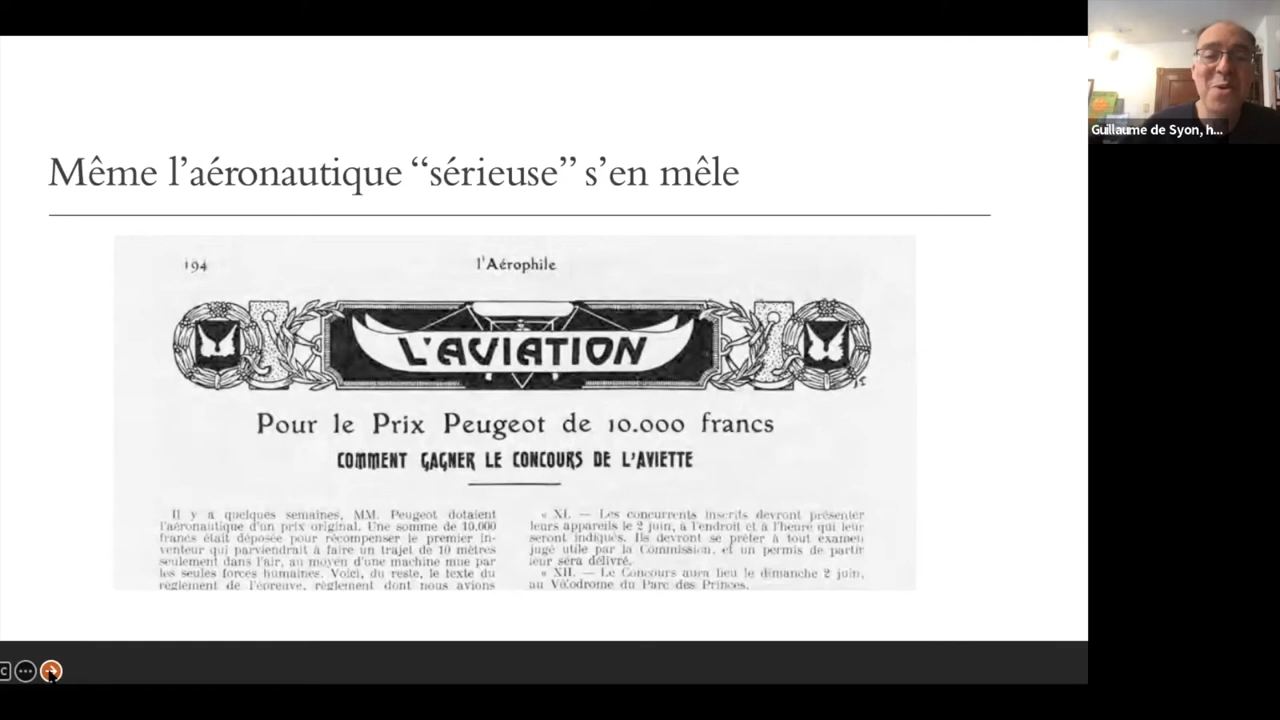 Même l’aéronautique “sérieuse” s’en mêle
194
l'Aérophile
L'AVIATION
Pour le Prix Peugeot de 10.000 francs
COMMENT GAGNER LE CONCOURS DE L'AVIETTE
Il y a quelques semaines, MM. Peugeot dotaient
l'aéronautique d'un prix original. Une somme de 10.000
francs était déposée pour récompenser le premier in-
venteur qui parviendrait à faire un trajet de 10 mètres
seulement dans l'air, au moyen d'une machine mue par
les seules forces humaines. Voici, du reste, le texte du
règlement de l'épreuve, règlement dont nous avions
« XI. — Les concurrents inscrits devront présenter
leurs appareils le 2 juin, à l'endroit et à l'heure qui leur
seront indiqués. Ils devront se prêter à tout examen
jugé utile par la Commission, et un permis de partir
leur sera délivré.
« XII. — Le Concours aura lieu le dimanche 2 juin,
au Vélodrome du Parc des Princes.
Guillaume de Syon, h...